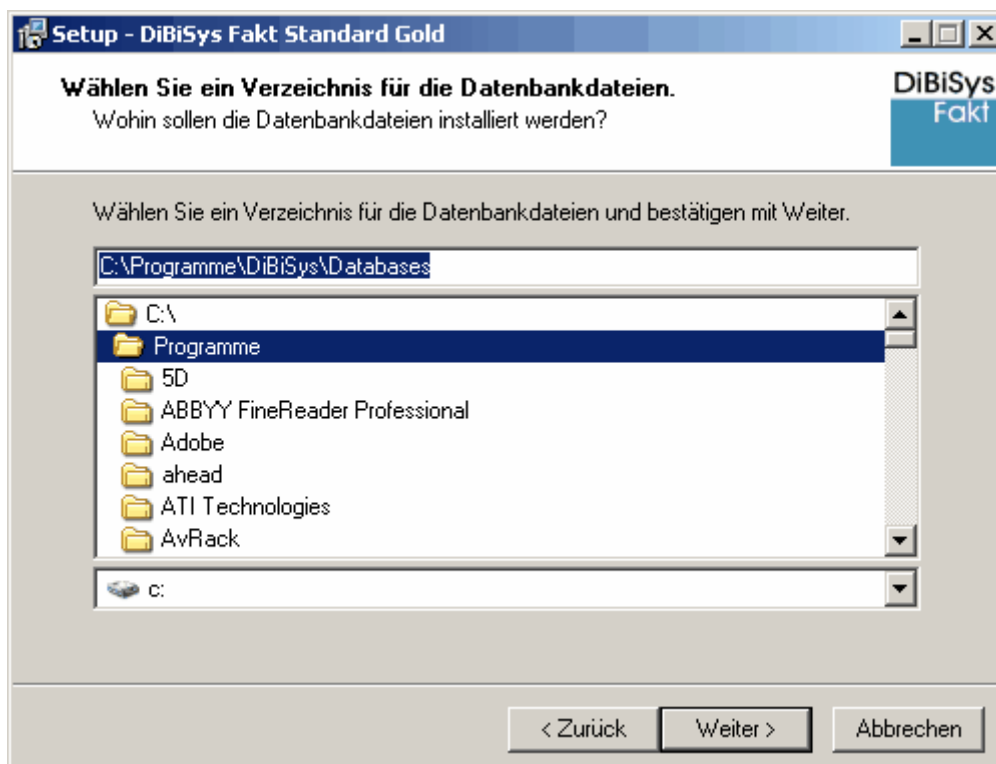 Setup - DiBiSys Fakt Standard Gold
Wählen Sie ein Verzeichnis für die Datenbankdateien.
Wohin sollen die Datenbankdateien installiert werden?
DiBiSys
Fakt
Wählen Sie ein Verzeichnis für die Datenbankdateien und bestätigen mit Weiter.
C:\Programme\DiBiSys\Databases
C:\
Programme
5D
ABBYY FineReader Professional
Adobe
ahead
ATI Technologies
AvRack
c:
< Zurück
Weiter >
Abbrechen